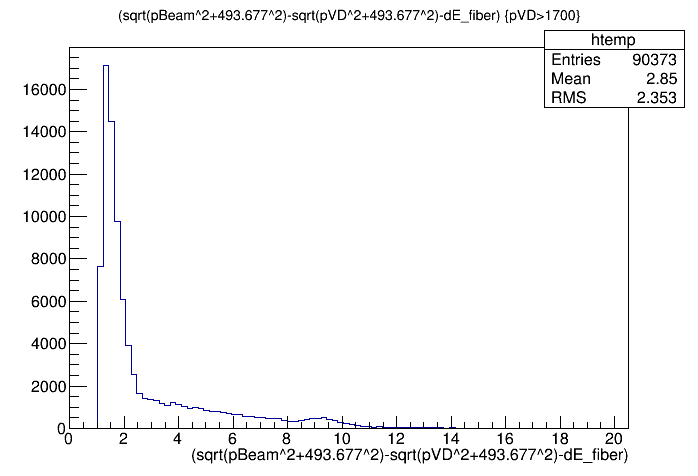 (sqrt(pBeam^2+493.677^2)-sqrt(pVD^2+493.677^2)-dE_fiber) {pVD>1700}
htemp
Entries 90373
Mean 2.85
RMS 2.353
16000
14000
12000
10000
8000
6000
4000
2000
0
0 2 4 6 8 10 12 14 16 18 20
(sqrt(pBeam^2+493.677^2)-sqrt(pVD^2+493.677^2)-dE_fiber)